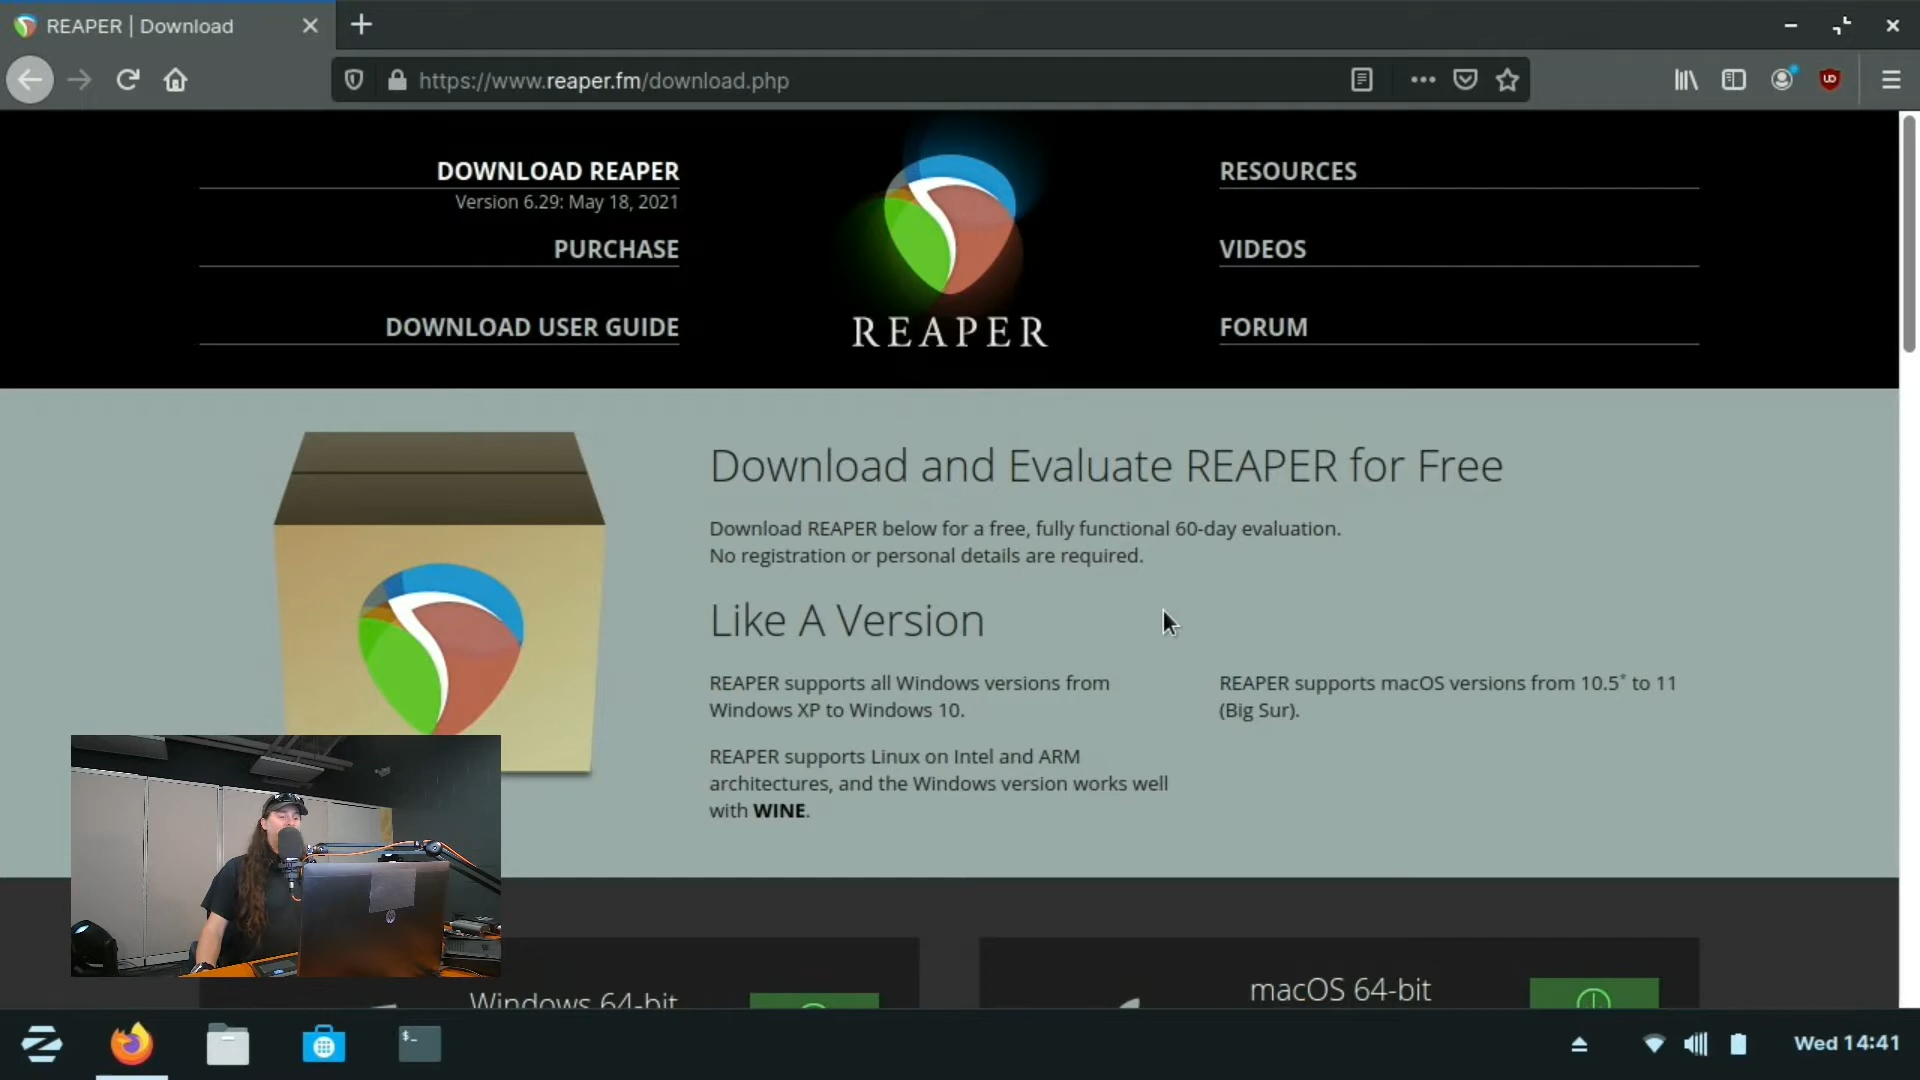 REAPER | Download
https://www.reaper.fm/download.php
DOWNLOAD REAPER
Version 6.29: May 18, 2021
PURCHASE
DOWNLOAD USER GUIDE
REAPER
RESOURCES
VIDEOS
FORUM
Download and Evaluate REAPER for Free
Download REAPER below for a free, fully functional 60-day evaluation.
No registration or personal details are required.
Like A Version
REAPER supports all Windows versions from
Windows XP to Windows 10.
REAPER supports Linux on Intel and ARM
architectures, and the Windows version works well
with WINE.
REAPER supports macOS versions from 10.5* to 11
(Big Sur).
Windows 64-bit
macOS 64-bit
$_
Wed 14:41